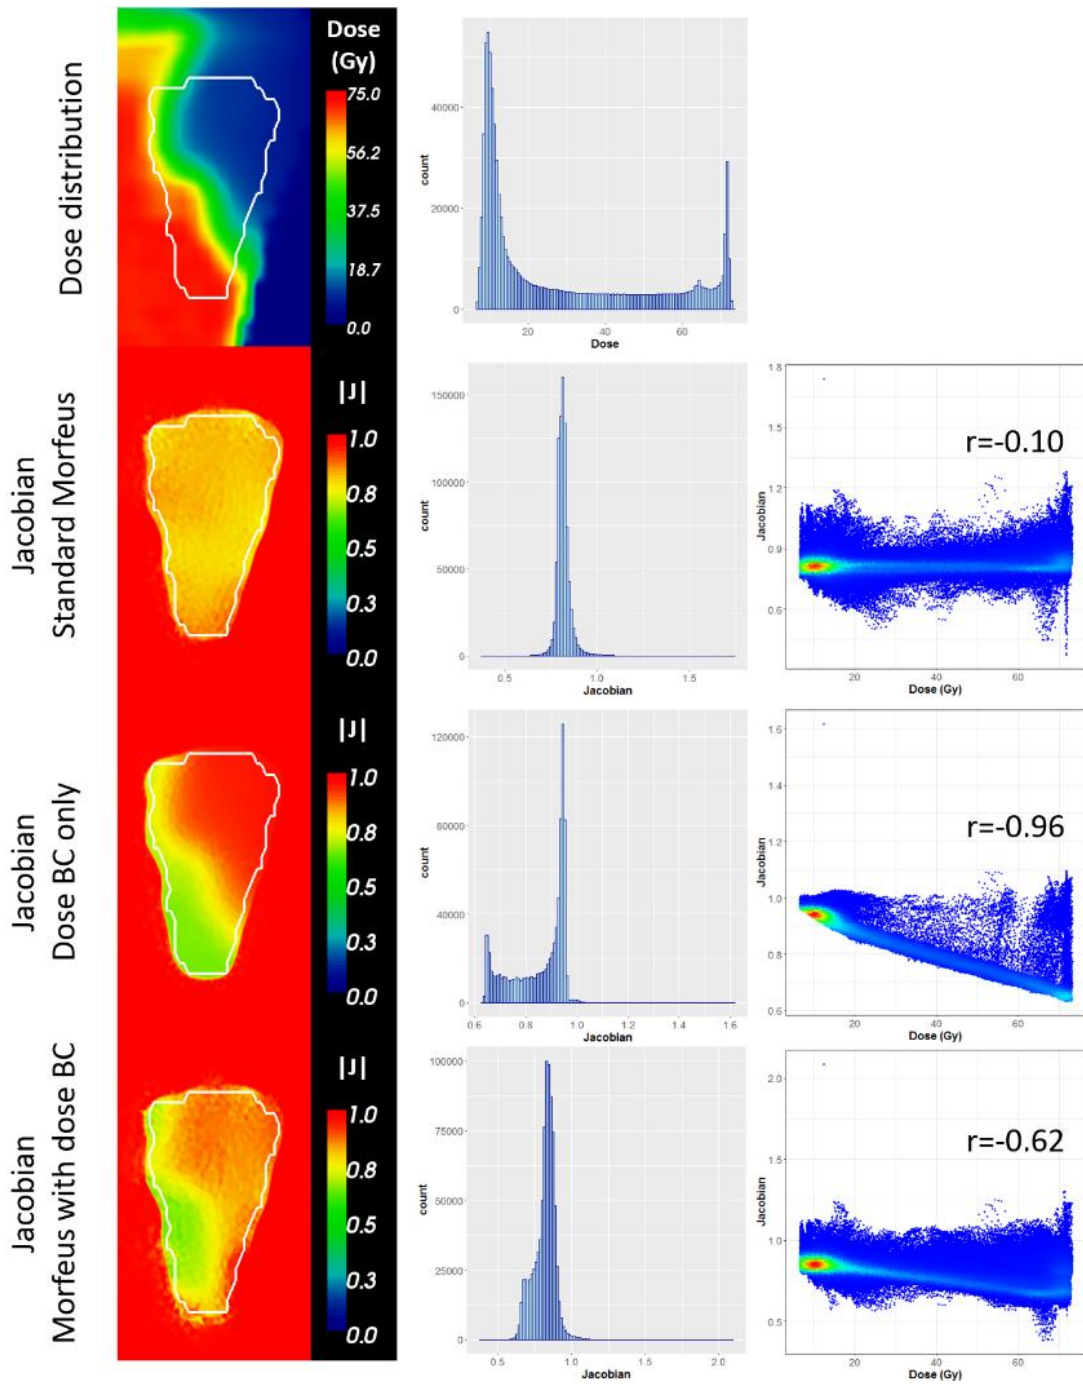 Dose distribution
Dose
(Gy)
75.0
56.2
37.5
18.7
0.0
count
40000
20000
0
20
40
60
Dose
Jacobian
Standard Morfeus
|J|
1.0
0.8
0.5
0.3
0.0
count
150000
100000
50000
0
0.5
1.0
1.5
Jacobian
Jacobian
1.8
1.5
1.2
0.9
0.6
r=-0.10
20
40
60
Dose (Gy)
Jacobian
Dose BC only
|J|
1.0
0.8
0.5
0.3
0.0
count
120000
80000
40000
0
0.6
0.8
1.0
1.2
1.4
1.6
Jacobian
Jacobian
1.6
1.4
1.2
1.0
0.8
0.6
r=-0.96
20
40
60
Dose (Gy)
Jacobian
Morfeus with dose BC
|J|
1.0
0.8
0.5
0.3
0.0
count
100000
75000
50000
25000
0
0.5
1.0
1.5
2.0
Jacobian
Jacobian
2.0
1.5
1.0
0.5
r=-0.62
20
40
60
Dose (Gy)